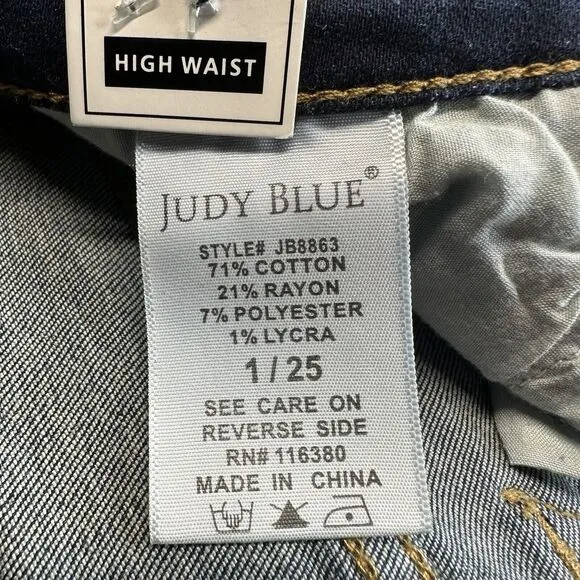 HIGH WAIST
JUDY BLUE®
STYLE# JB8863
71% COTTON
21% RAYON
7% POLYESTER
1% LYCRA
1 / 25
SEE CARE ON
REVERSE SIDE
RN# 116380
MADE IN CHINA